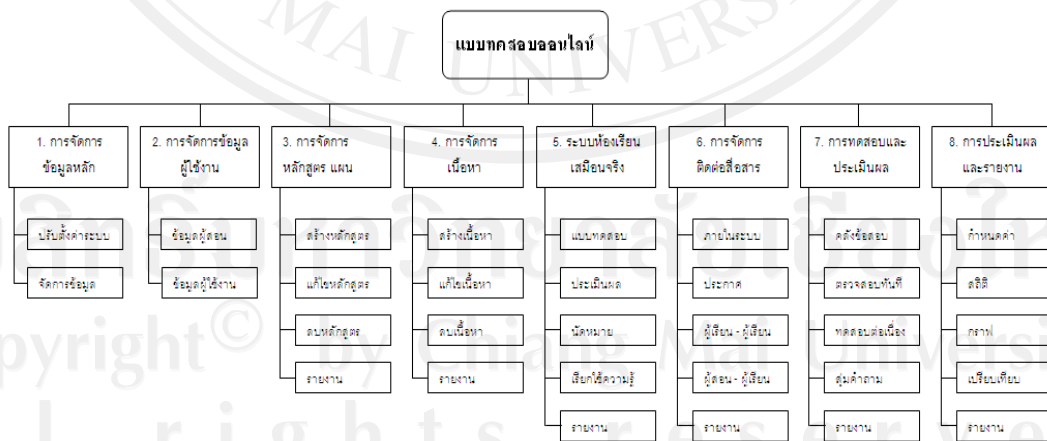 แบบทดสอบออนไลน์
1. การจัดการ
ข้อมูลหลัก
ปรับตั้งค่าระบบ
จัดการข้อมูล
2. การจัดการข้อมูล
ผู้ใช้งาน
ข้อมูลผู้สอน
ข้อมูลผู้ใช้งาน
3. การจัดการ
หลักสูตร แผน
สร้างหลักสูตร
แก้ไขหลักสูตร
ลบหลักสูตร
รายงาน
4. การจัดการ
เนื้อหา
สร้างเนื้อหา
แก้ไขเนื้อหา
ลบเนื้อหา
รายงาน
5. ระบบห้องเรียน
เสมือนจริง
แบบทดสอบ
ประเมินผล
นัดหมาย
เรียกใช้ความรู้
รายงาน
6. การจัดการ
ติดต่อสื่อสาร
ภายในระบบ
ประกาศ
ผู้เรียน - ผู้เรียน
ผู้สอน - ผู้เรียน
รายงาน
7. การทดสอบและ
ประเมินผล
คลังข้อสอบ
ตรวจสอบทันที
ทดสอบต่อเนื่อง
สุ่มคำถาม
รายงาน
8. การประเมินผล
และรายงาน
กำหนดค่า
สถิติ
กราฟ
เปรียบเทียบ
รายงาน
MAI UNIVERS
pyright © by Chiang Mai Universi
l rights reserve